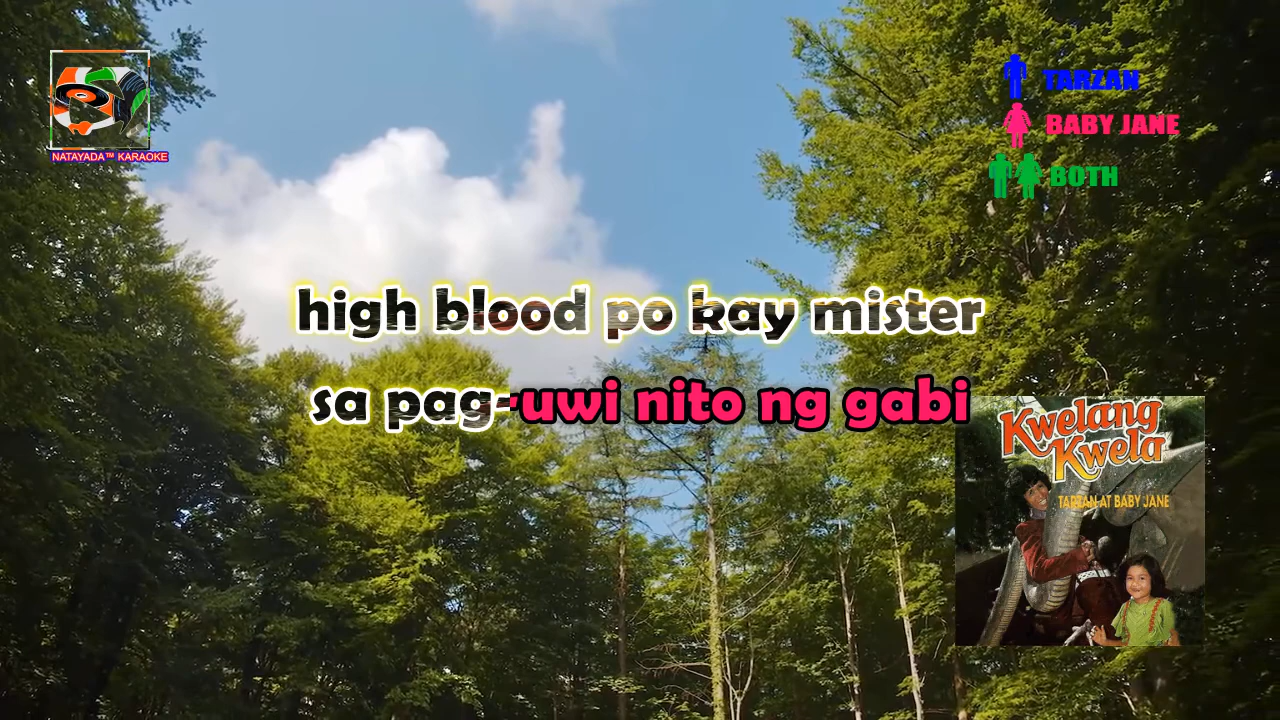 NATAYADA™ KARAOKE
TARZAN
BABY JANE
BOTH
high blood po kay mister
sa pag-uwi nito ng gabi
Kwelang
Kwela
TARZAN AT BABY JANE